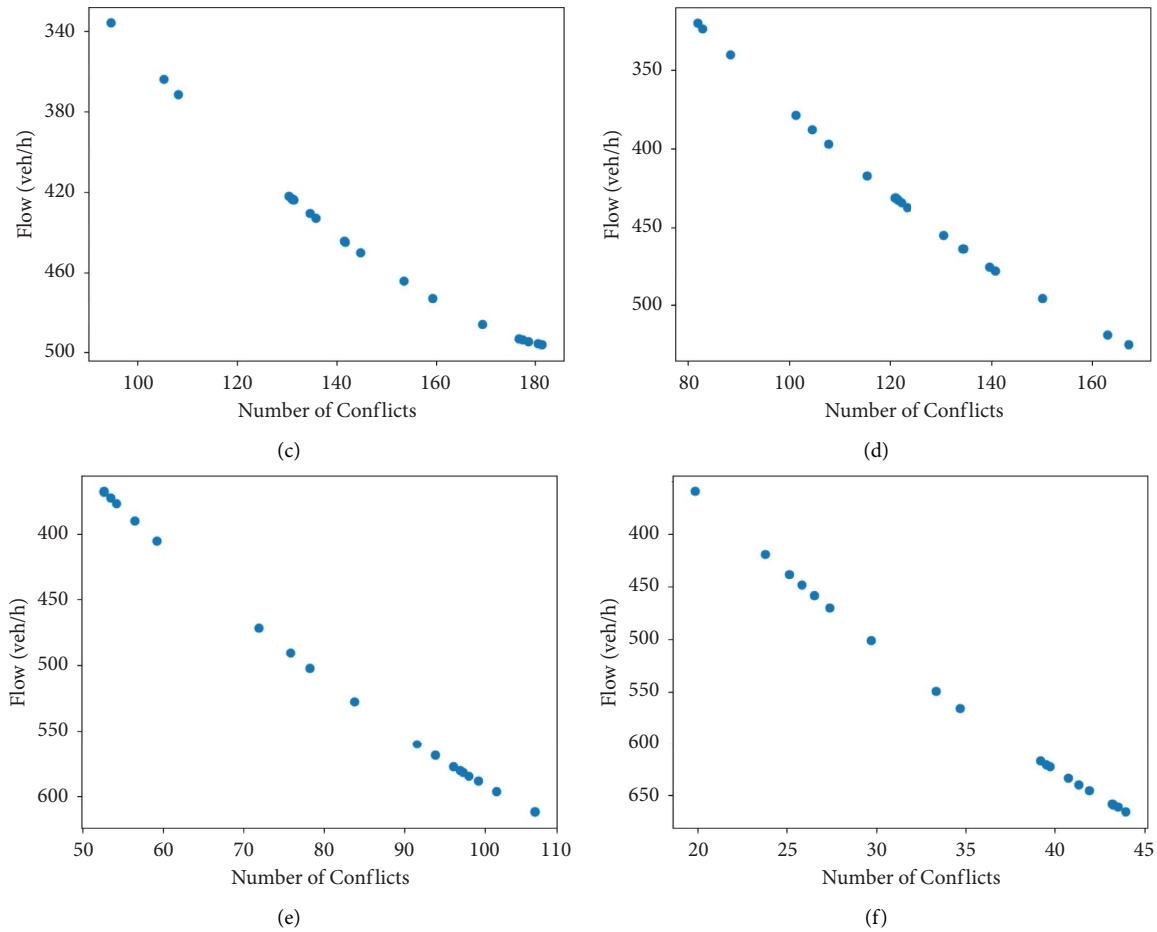 340
380
420
460
500
Flow (veh/h)
100 120 140 160 180
Number of Conflicts
(c)
350
400
450
500
Flow (veh/h)
80 100 120 140 160
Number of Conflicts
(d)
400
450
500
550
600
Flow (veh/h)
50 60 70 80 90 100 110
Number of Conflicts
(e)
400
450
500
550
600
650
Flow (veh/h)
20 25 30 35 40 45
Number of Conflicts
(f)